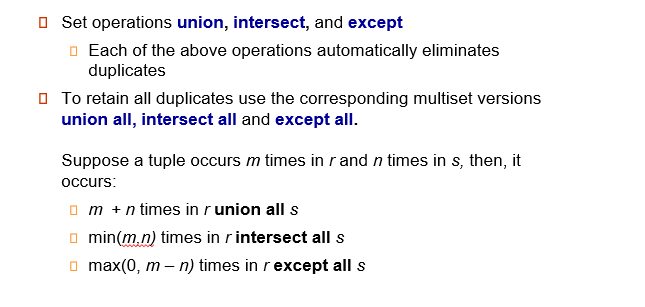 Set operations union, intersect, and except
Each of the above operations automatically eliminates
duplicates
To retain all duplicates use the corresponding multiset versions
union all, intersect all and except all.
Suppose a tuple occurs m times in r and n times in s, then, it
occurs:
m + n times in r union all s
min(m,n) times in r intersect all s
max(0, m – n) times in r except all s